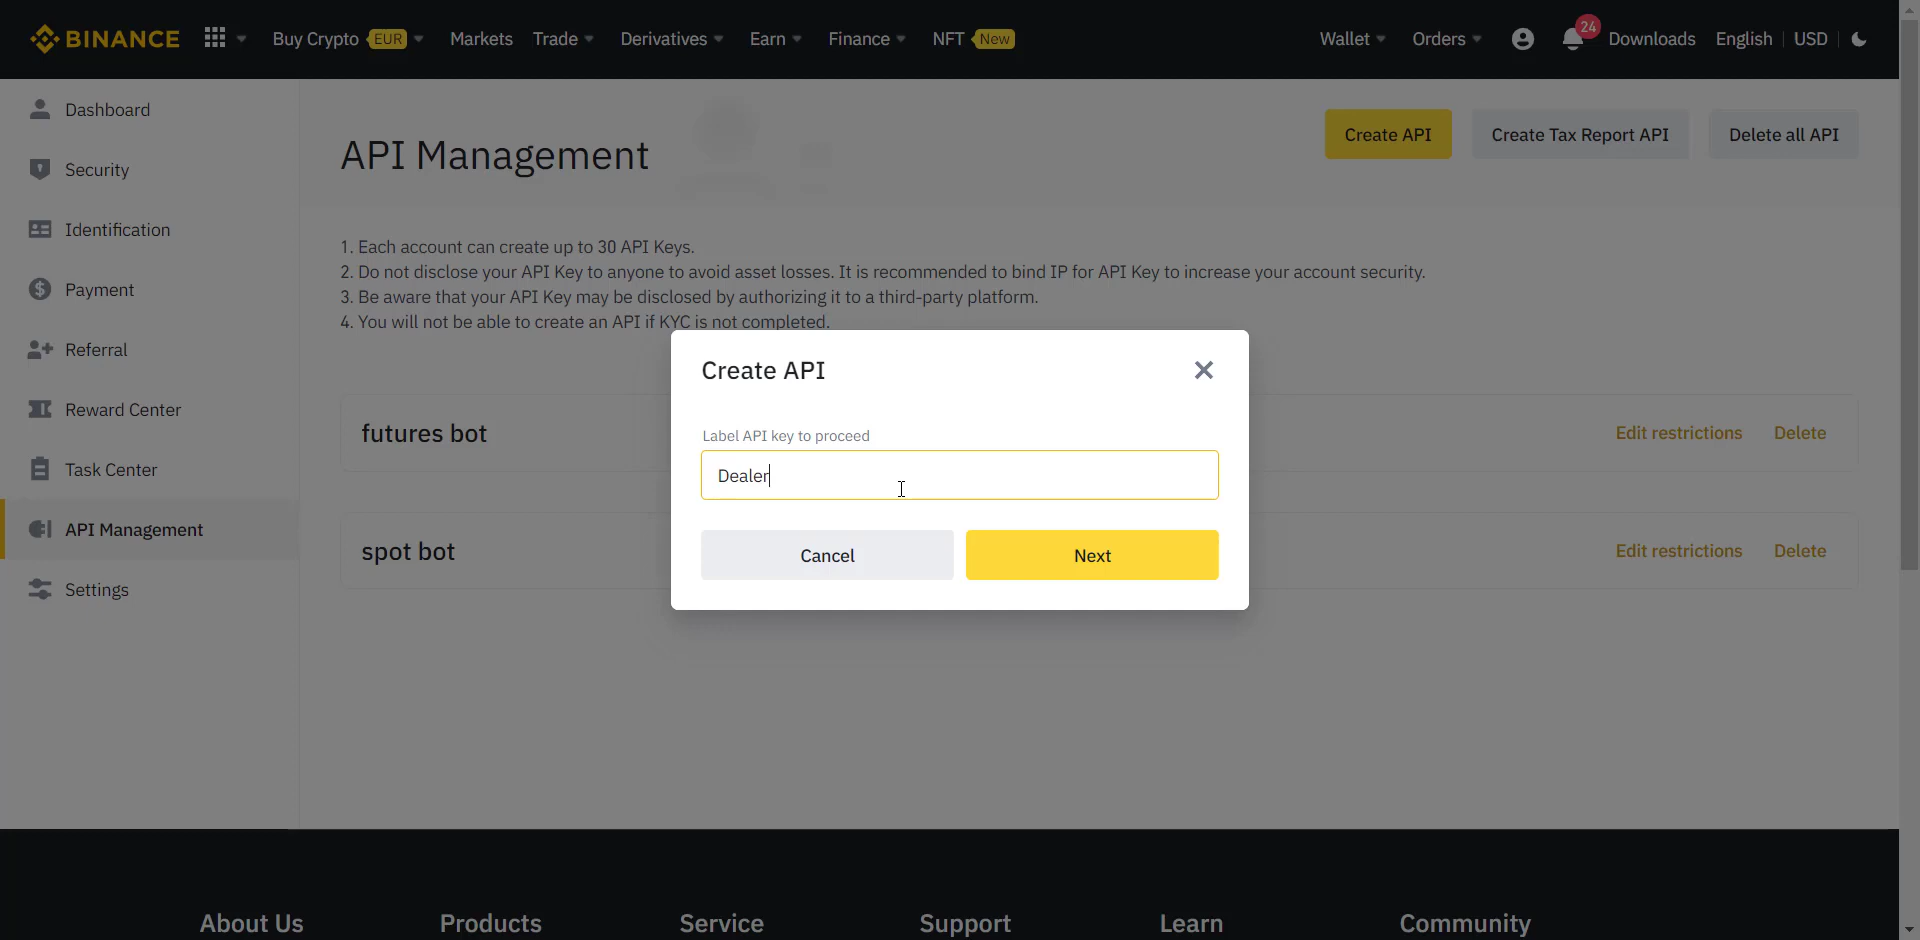 BINANCE
Buy Crypto EUR Markets Trade Derivatives Earn Finance NFT New Wallet Orders 24 Downloads English USD
Dashboard
Security
Identification
Payment
Referral
Reward Center
Task Center
API Management
Settings
API Management
Create API Create Tax Report API Delete all API
1. Each account can create up to 30 API Keys.
2. Do not disclose your API Key to anyone to avoid asset losses. It is recommended to bind IP for API Key to increase your account security.
3. Be aware that your API Key may be disclosed by authorizing it to a third-party platform.
4. You will not be able to create an API if KYC is not completed.
futures bot Edit restrictions Delete
spot bot Edit restrictions Delete
Create API
Label API key to proceed
Dealer
Cancel Next
About Us Products Service Support Learn Community